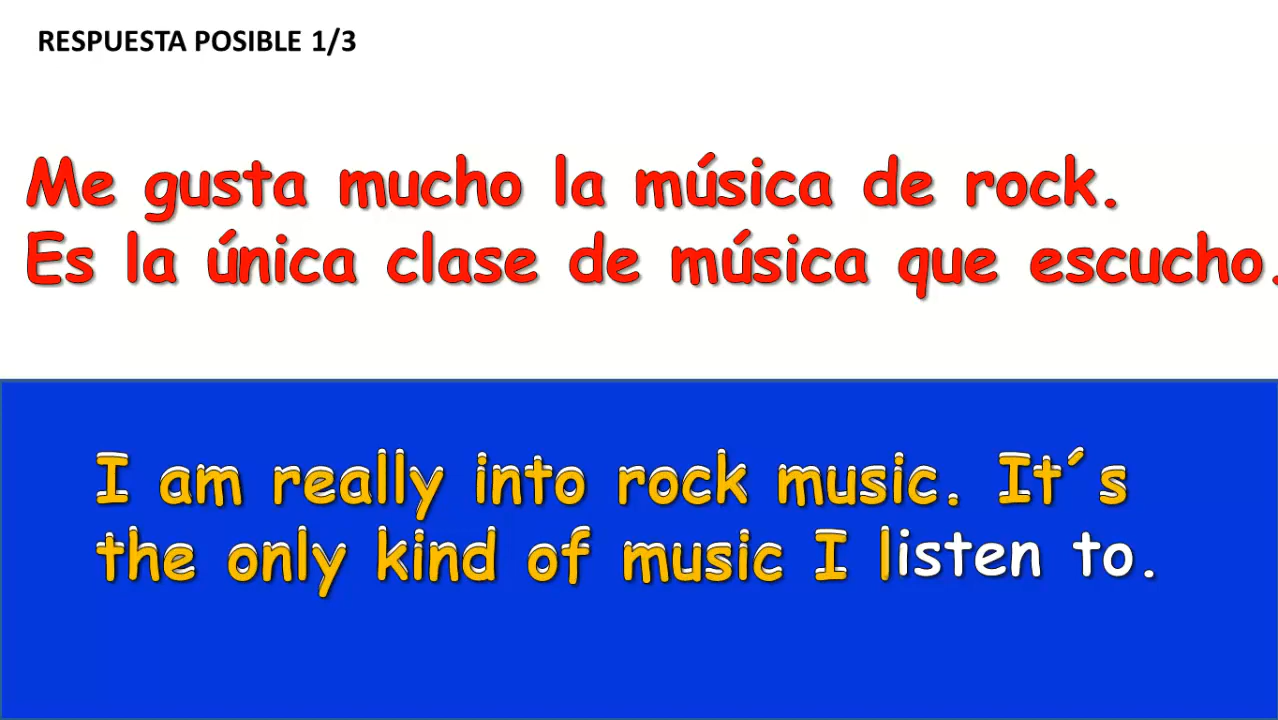 RESPUESTA POSIBLE 1/3
Me gusta mucho la música de rock.
Es la única clase de música que escucho.
I am really into rock music. It´s
the only kind of music I listen to.